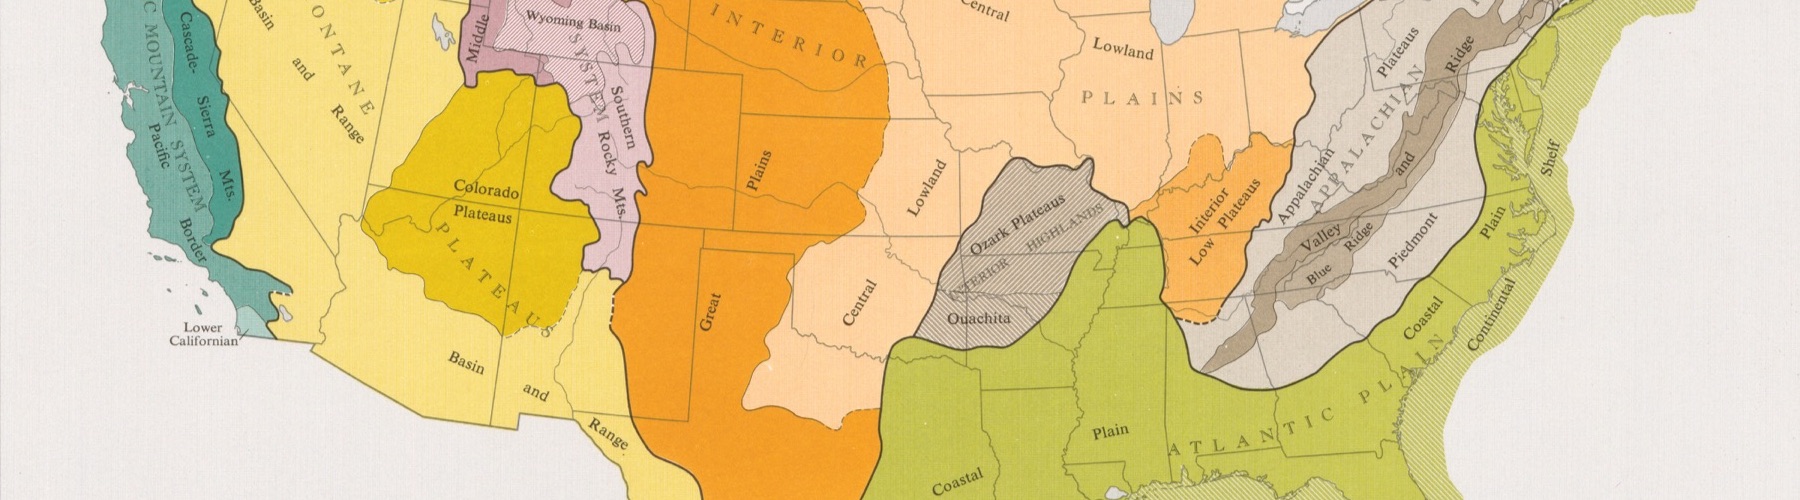 C MOUNTAIN SYSTEM
Cascade-
Sierra
Mts.
Pacific
Border
Lower
Californian
Basin
and
Range
ONTANE
PLATEAUS
Colorado
Plateaus
Basin
and
Range
Middle
Wyoming Basin
SYSTEM
Southern
Rocky
Mts.
INTERIOR
PLAINS
Great
Plains
Central
Lowland
Central
Lowland
Ozark Plateaus
INTERIOR
HIGHLANDS
Ouachita
Interior
Low Plateaus
Appalachian
Plateaus
APPALACHIAN
Valley
and
Ridge
Blue
Ridge
Piedmont
Coastal
Plain
Coastal
Plain
ATLANTIC PLAIN
Continental
Shelf